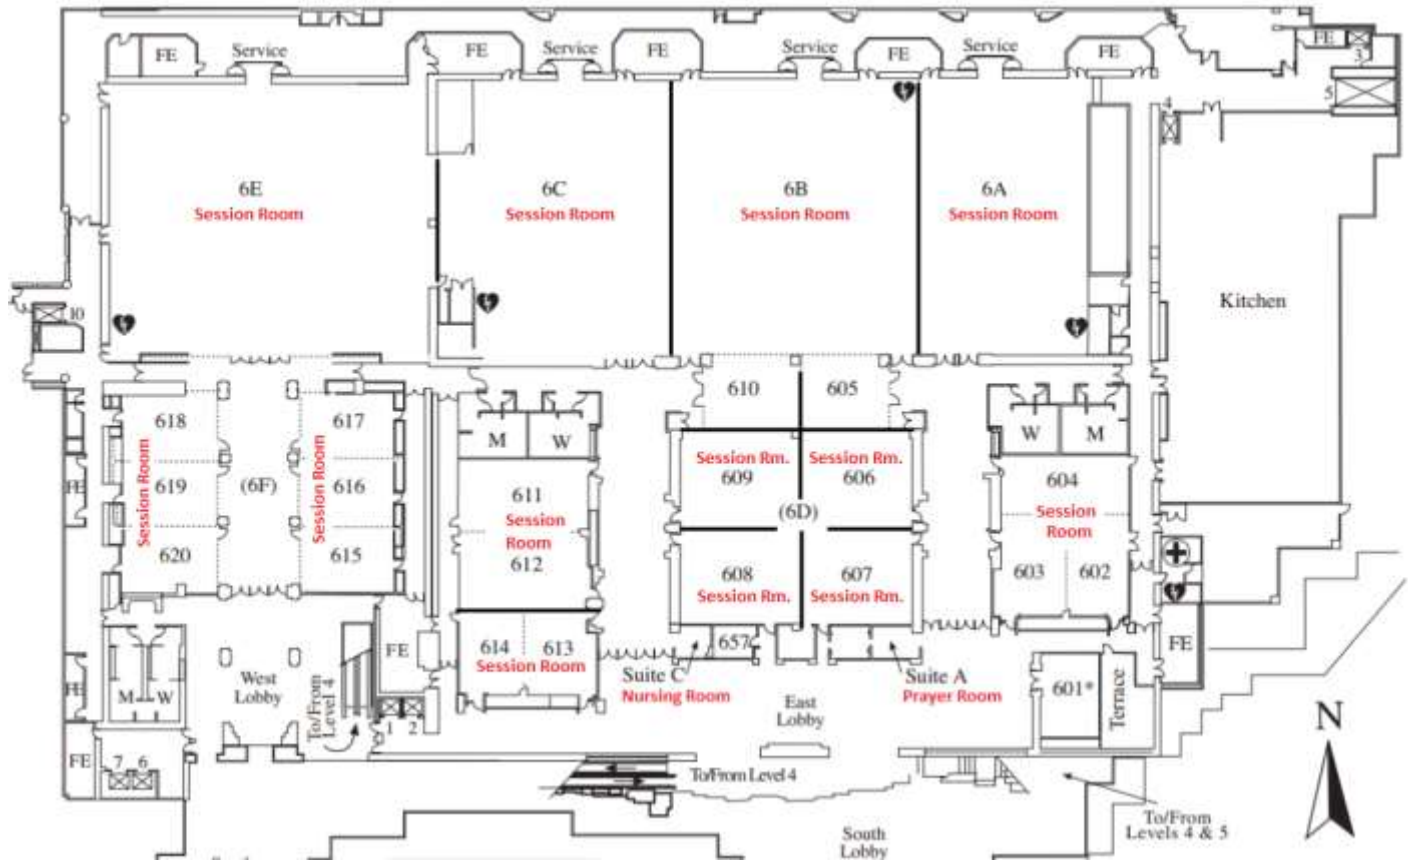 FE
Service
FE
Service
FE
Service
FE
Service
FE
FE
3
5
4
6E
Session Room
6C
Session Room
6B
Session Room
6A
Session Room
Kitchen
10
610
605
618
617
M
W
W
M
Session Rm.
609
Session Rm.
606
604
Session
Room
619
(6F)
616
Session Room
Session Room
FE
611
Session
Room
612
(6D)
620
615
608
Session Rm.
607
Session Rm.
603
602
614
613
Session Room
FE
657
Suite C
Nursing Room
Suite A
Prayer Room
FE
601*
Terrace
FE
M
W
West
Lobby
To/From
Level 4
1
2
East
Lobby
N
FE
7
6
To/From Level 4
To/From
Levels 4 & 5
South
Lobby